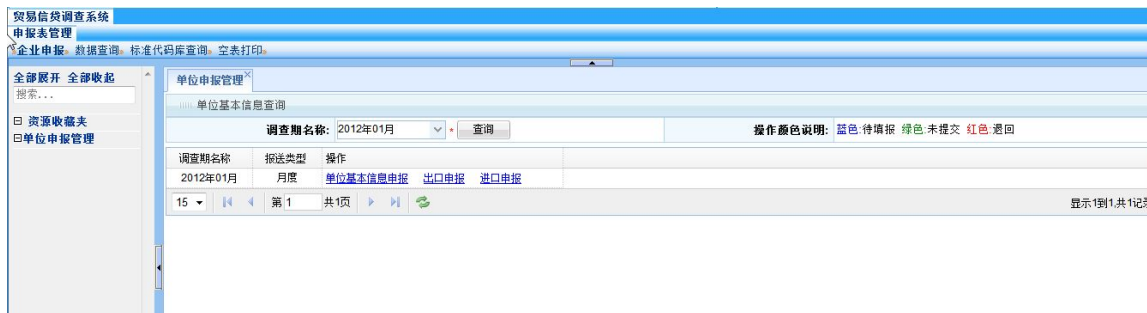 贸易信贷调查系统
申报表管理
企业申报 数据查询 标准代码库查询 空表打印
全部展开 全部收起
搜索...
资源收藏夹
单位申报管理
单位申报管理
单位基本信息查询
调查期名称: 2012年01月 * 查询 操作颜色说明: 蓝色:待填报 绿色:未提交 红色:退回
调查期名称 报送类型 操作
2012年01月 月度 单位基本信息申报 出口申报 进口申报
15 第 1 共1页 显示1到1,共1记录